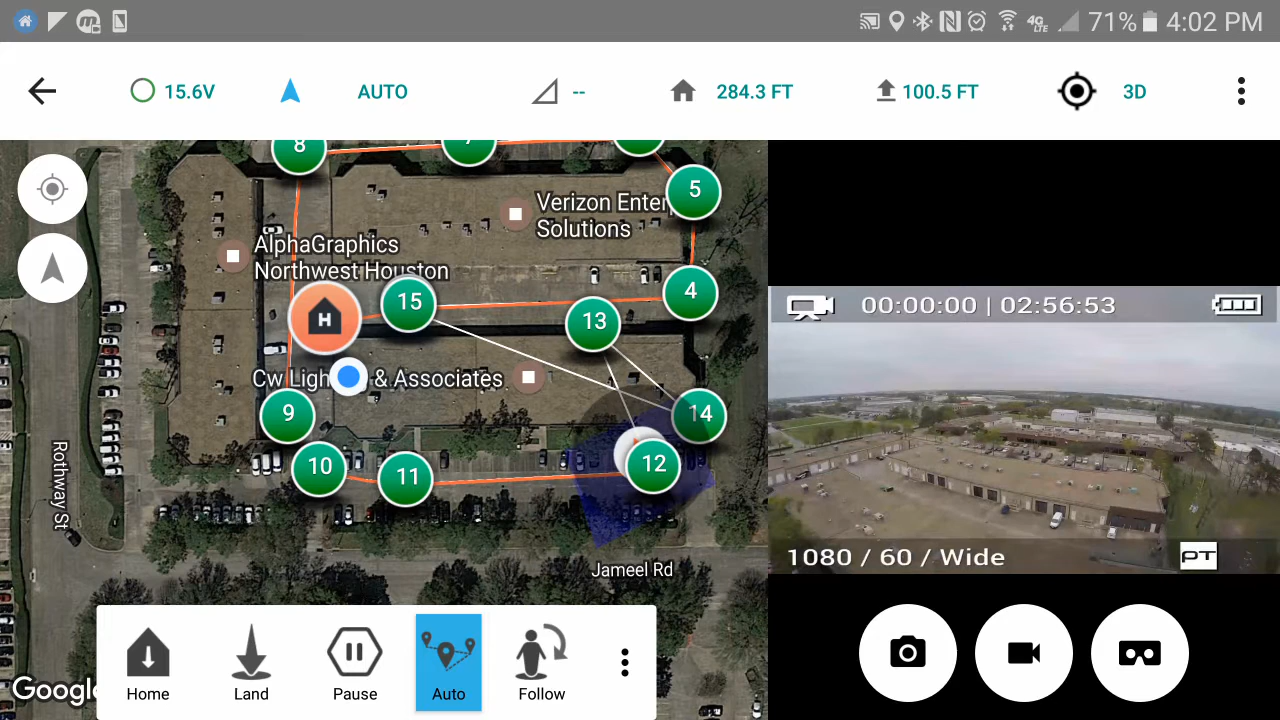 71% 4:02 PM
15.6V AUTO -- 284.3 FT 100.5 FT 3D
8 7
5
Verizon Enter
Solutions
AlphaGraphics
Northwest Houston
H 15 4
13
Cw Ligh & Associates
9 14
10 11 12
Rothway St
Jameel Rd
Google
Home Land Pause Auto Follow
00:00:00 | 02:56:53
1080 / 60 / Wide
PT